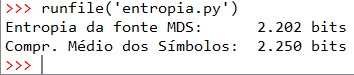 >>> runfile('entropia.py')
Entropia da fonte MDS:       2.202 bits
Compr. Médio dos Símbolos:  2.250 bits
>>>